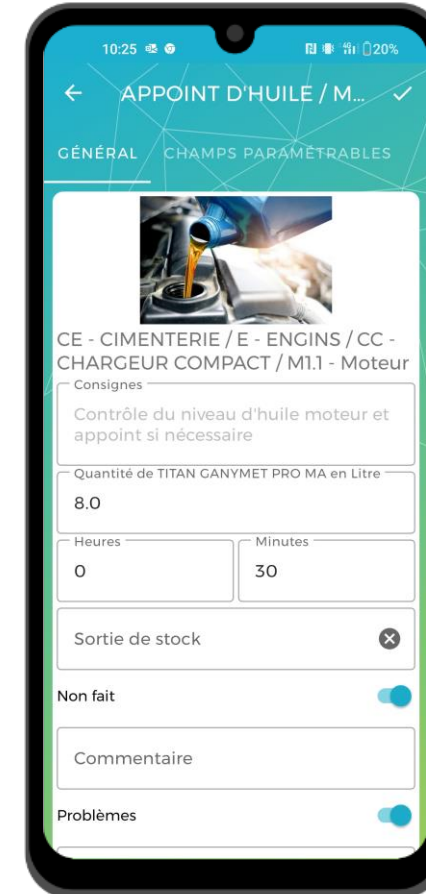 10:25 20%
APPOINT D'HUILE / M...
GÉNÉRAL CHAMPS PARAMÉTRABLES
CE - CIMENTERIE / E - ENGINS / CC -
CHARGEUR COMPACT / M1.1 - Moteur
Consignes
Contrôle du niveau d'huile moteur et
appoint si nécessaire
Quantité de TITAN GANYMET PRO MA en Litre
8.0
Heures Minutes
0 30
Sortie de stock
Non fait
Commentaire
Problèmes